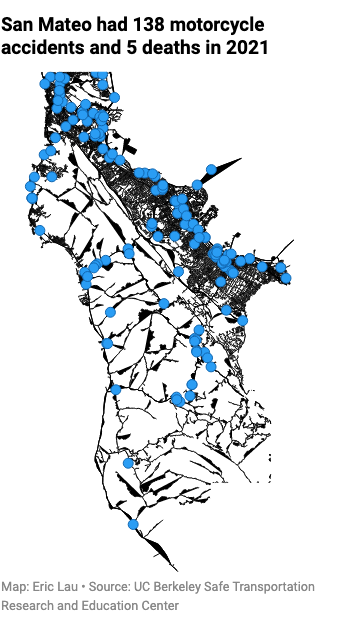 San Mateo had 138 motorcycle
accidents and 5 deaths in 2021
Map: Eric Lau • Source: UC Berkeley Safe Transportation
Research and Education Center